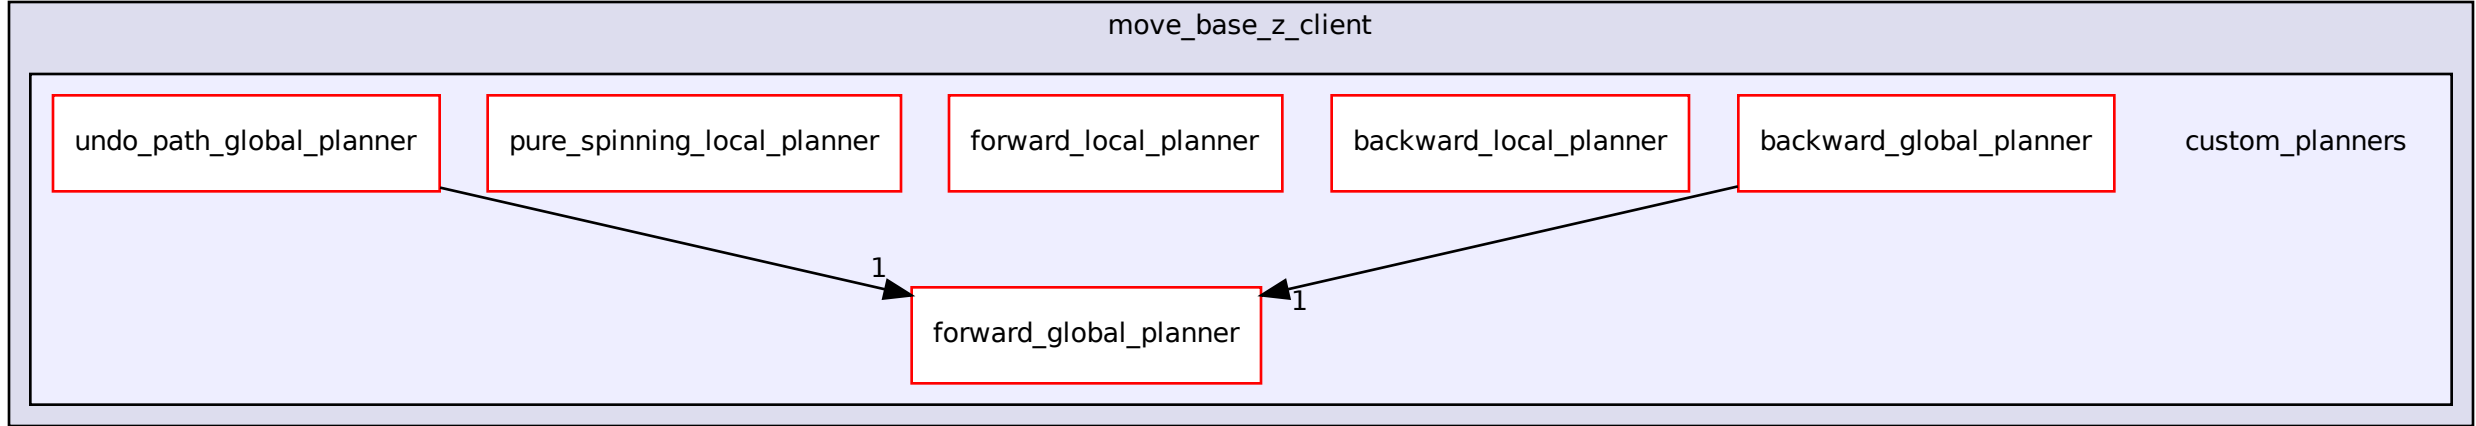 move_base_z_client
undo_path_global_planner
pure_spinning_local_planner
forward_local_planner
backward_local_planner
backward_global_planner
custom_planners
1
1
forward_global_planner